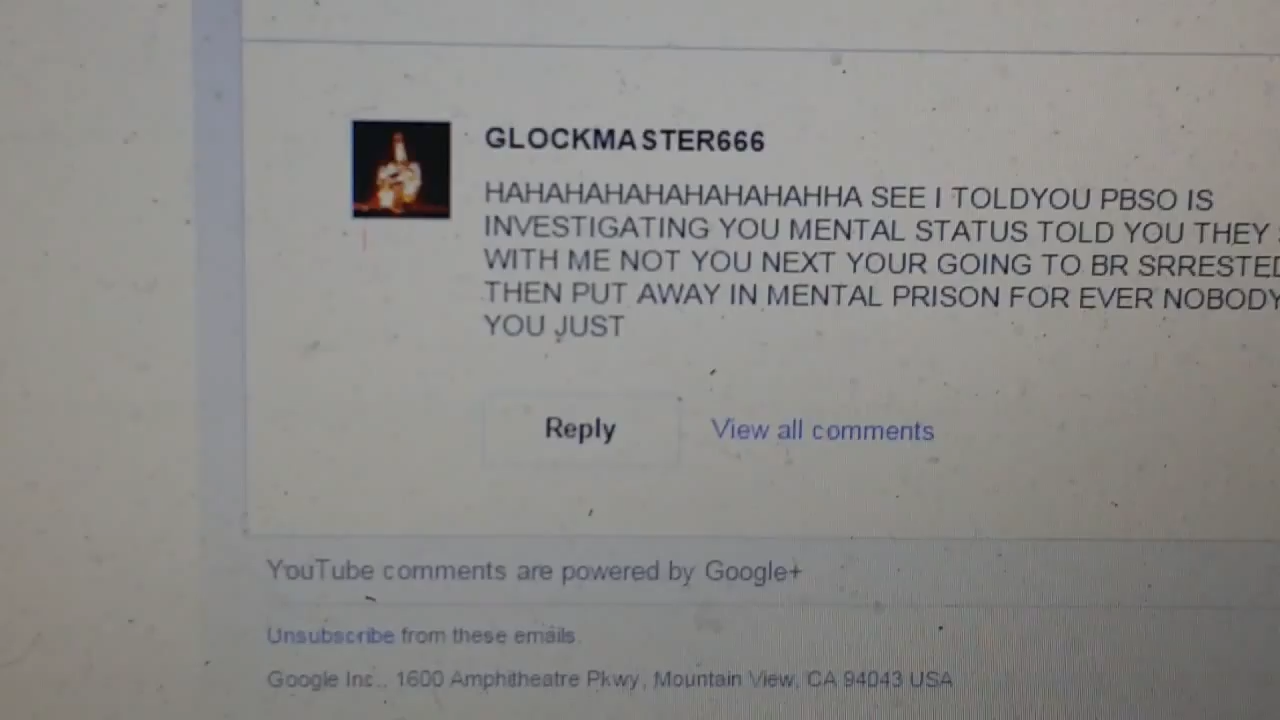 GLOCKMASTER666
HAHAHAHAHAHAHAHAHHA SEE I TOLDYOU PBSO IS
INVESTIGATING YOU MENTAL STATUS TOLD YOU THEY
WITH ME NOT YOU NEXT YOUR GOING TO BR SRRESTED
THEN PUT AWAY IN MENTAL PRISON FOR EVER NOBODY
YOU JUST
Reply View all comments
YouTube comments are powered by Google+
Unsubscribe from these emails.
Google Inc., 1600 Amphitheatre Pkwy, Mountain View, CA 94043 USA